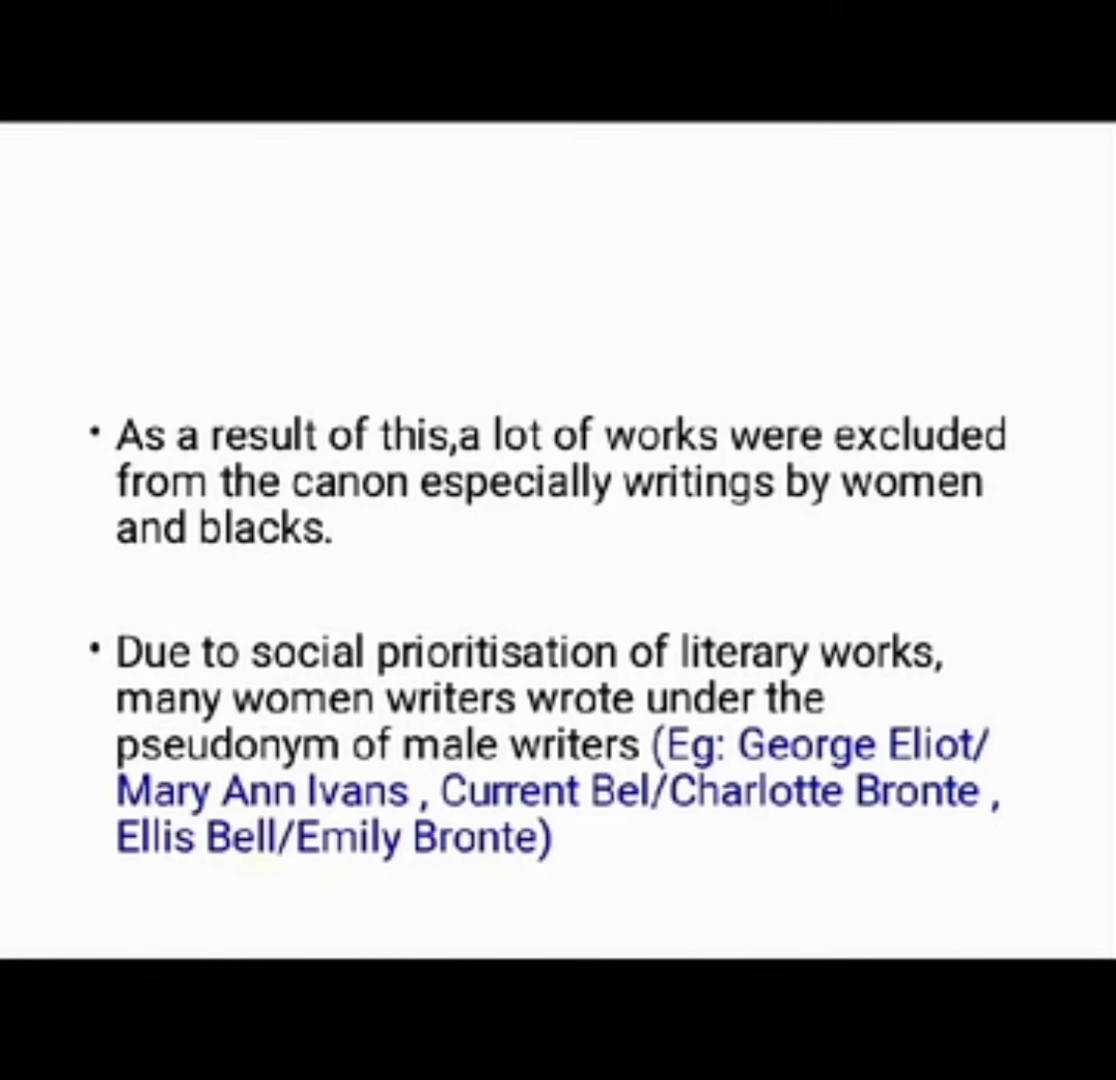 • As a result of this,a lot of works were excluded
from the canon especially writings by women
and blacks.
• Due to social prioritisation of literary works,
many women writers wrote under the
pseudonym of male writers (Eg: George Eliot/
Mary Ann Ivans , Current Bel/Charlotte Bronte ,
Ellis Bell/Emily Bronte)